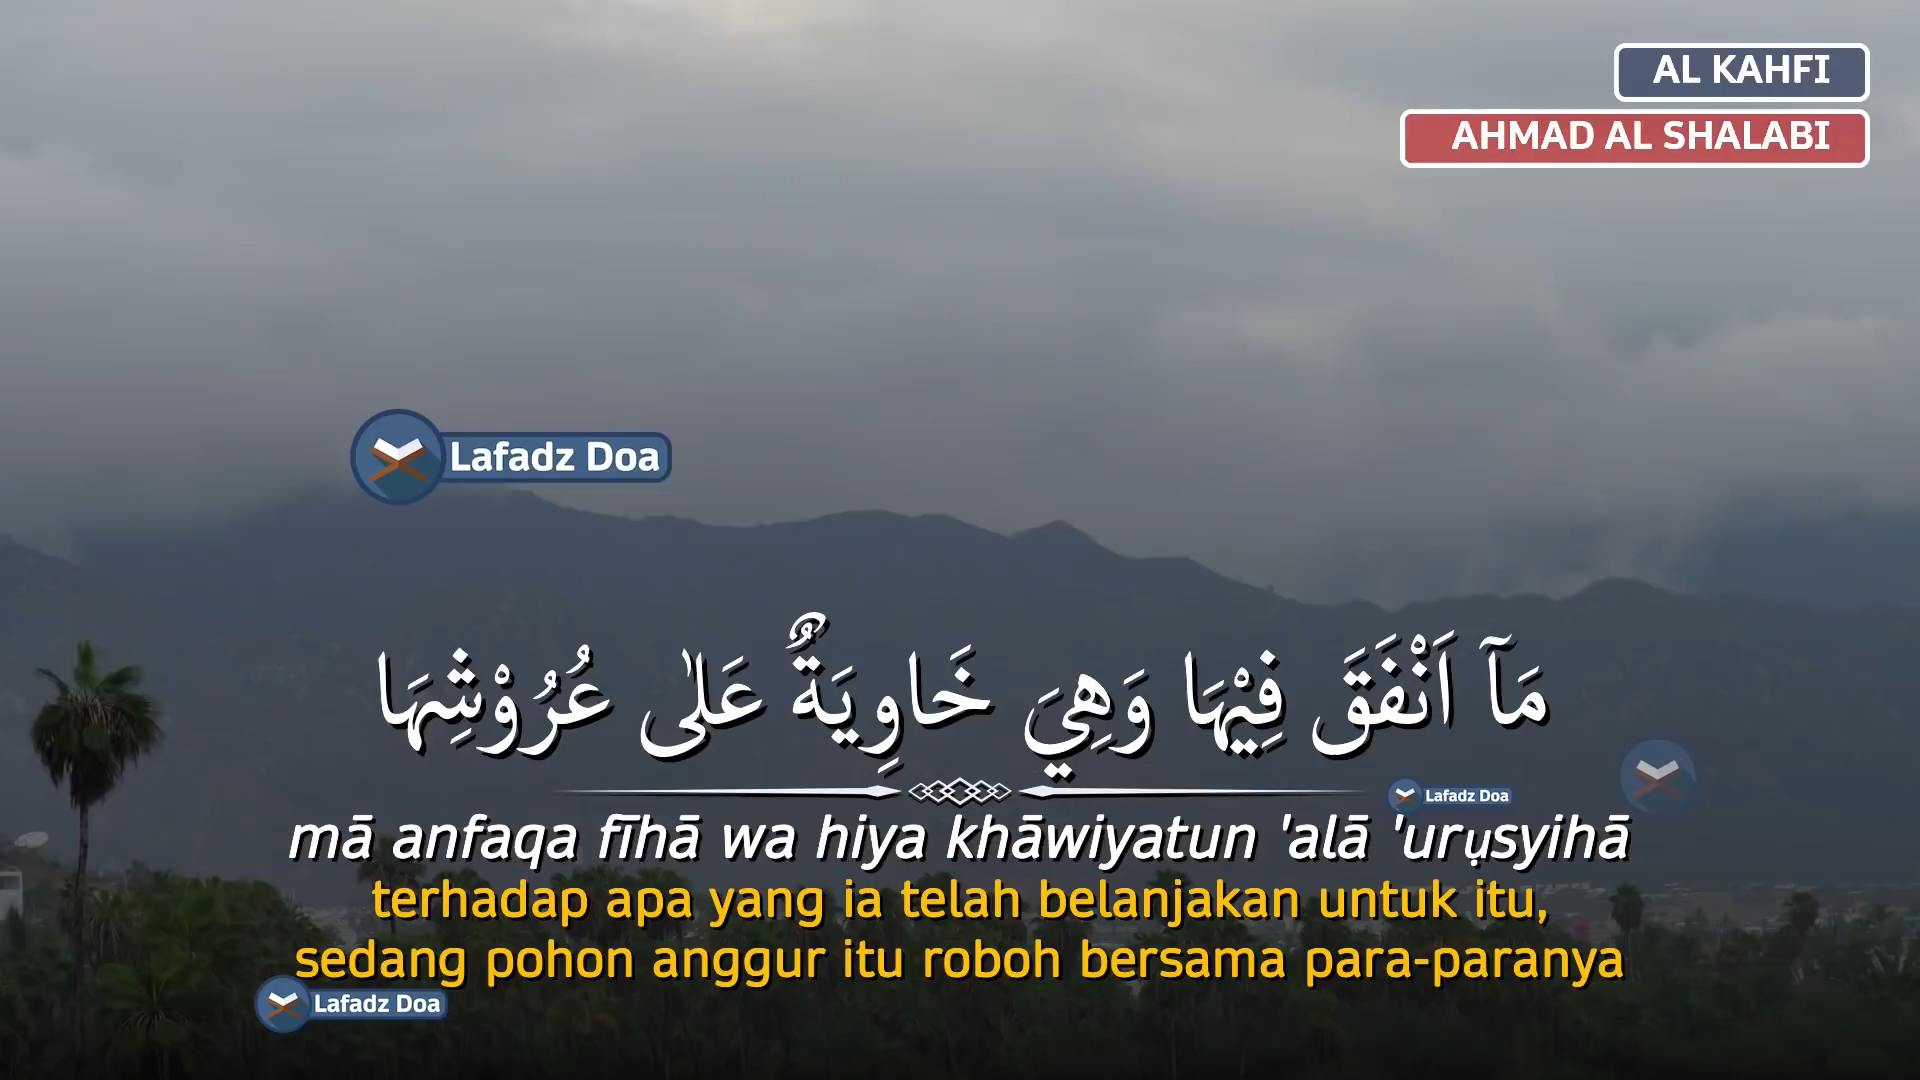 AL KAHFI
AHMAD AL SHALABI
Lafadz Doa
مَآ اَنْفَقَ فِيْهَا وَهِيَ خَاوِيَةٌ عَلٰى عُرُوْشِهَا
Lafadz Doa
mā anfaqa fīhā wa hiya khāwiyatun 'alā 'urụsyihā
terhadap apa yang ia telah belanjakan untuk itu,
sedang pohon anggur itu roboh bersama para-paranya
Lafadz Doa